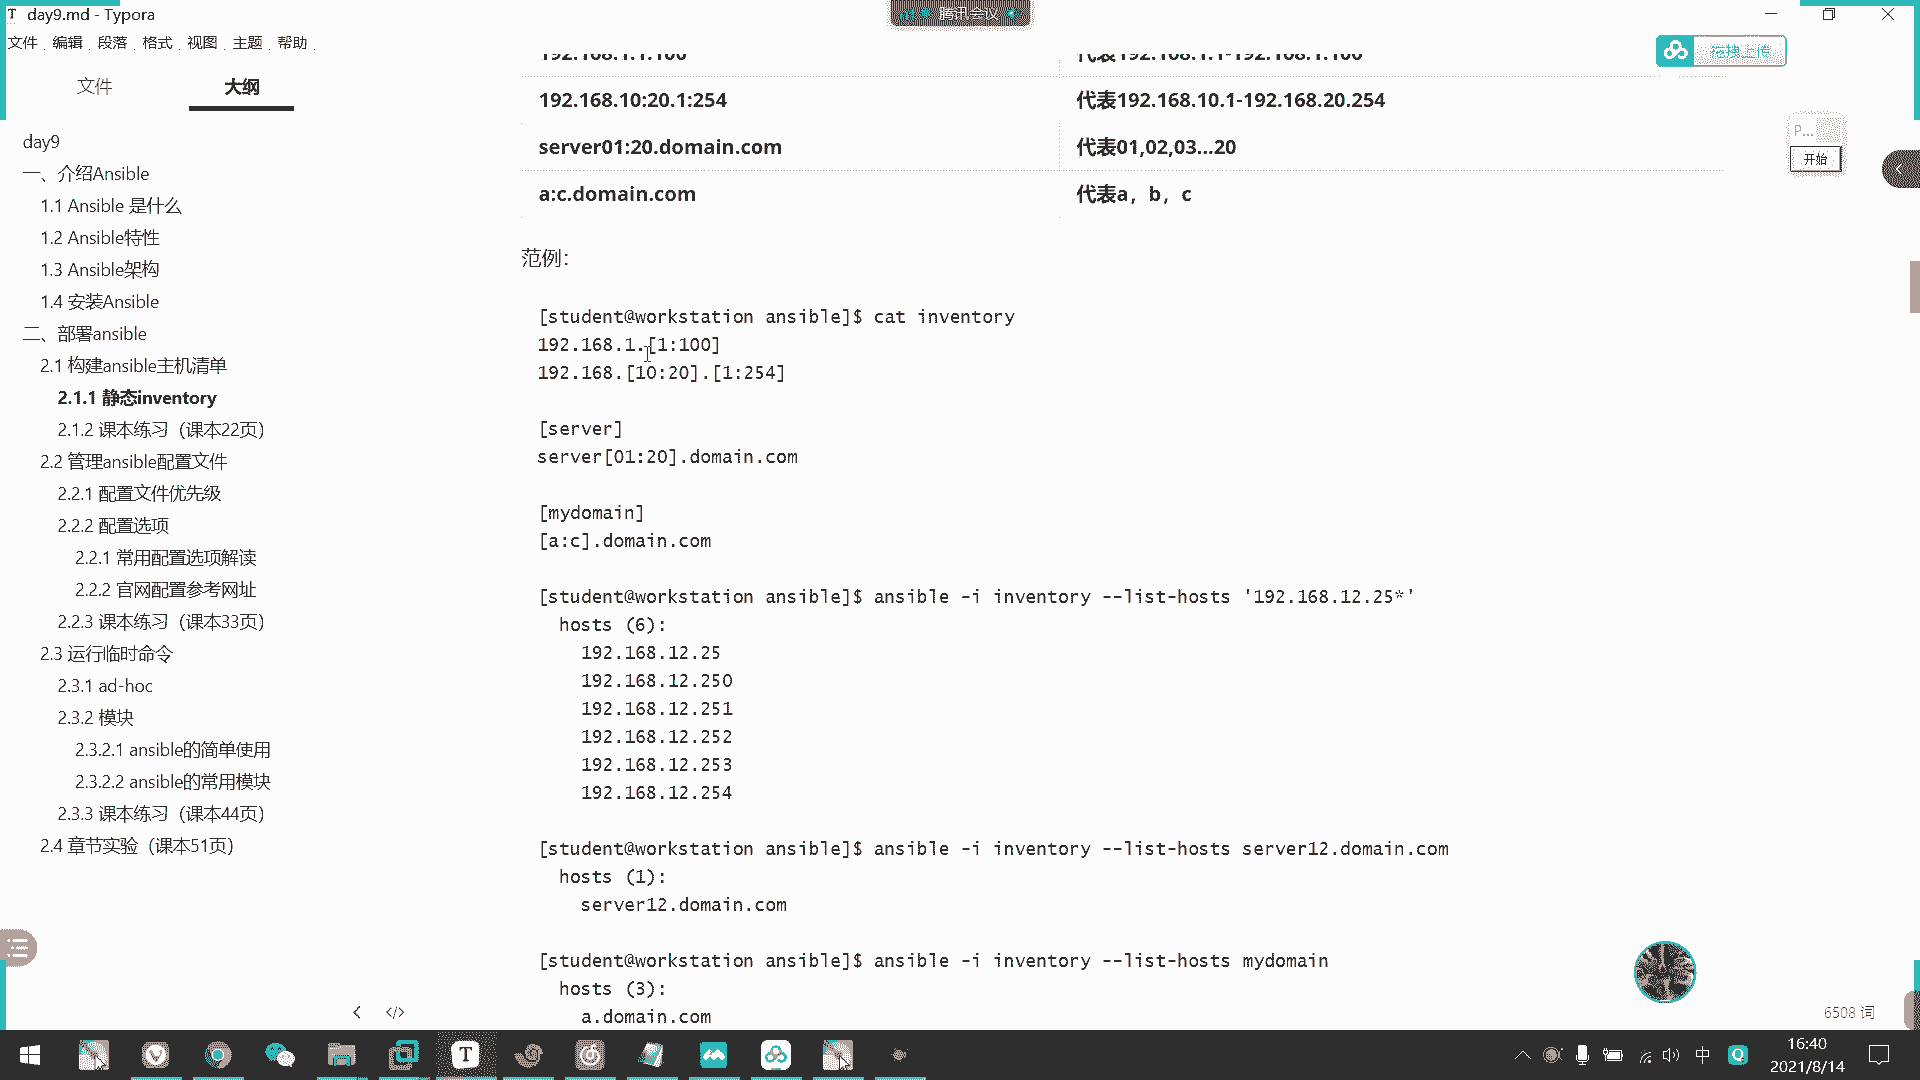 day9.md - Typora
腾讯会议
文件 编辑 段落 格式 视图 主题 帮助
拖拽上传
文件 大纲
day9
一、介绍Ansible
1.1 Ansible 是什么
1.2 Ansible特性
1.3 Ansible架构
1.4 安装Ansible
二、部署ansible
2.1 构建ansible主机清单
2.1.1 静态inventory
2.1.2 课本练习（课本22页）
2.2 管理ansible配置文件
2.2.1 配置文件优先级
2.2.2 配置选项
2.2.1 常用配置选项解读
2.2.2 官网配置参考网址
2.2.3 课本练习（课本33页）
2.3 运行临时命令
2.3.1 ad-hoc
2.3.2 模块
2.3.2.1 ansible的简单使用
2.3.2.2 ansible的常用模块
2.3.3 课本练习（课本44页）
2.4 章节实验（课本51页）
192.168.1.1:100 代表192.168.1.1-192.168.1.100
192.168.10:20.1:254 代表192.168.10.1-192.168.20.254
server01:20.domain.com 代表01,02,03...20
a:c.domain.com 代表a，b，c
范例：
[student@workstation ansible]$ cat inventory
192.168.1.[1:100]
192.168.[10:20].[1:254]
[server]
server[01:20].domain.com
[mydomain]
[a:c].domain.com
[student@workstation ansible]$ ansible -i inventory --list-hosts '192.168.12.25*'
hosts (6):
192.168.12.25
192.168.12.250
192.168.12.251
192.168.12.252
192.168.12.253
192.168.12.254
[student@workstation ansible]$ ansible -i inventory --list-hosts server12.domain.com
hosts (1):
server12.domain.com
[student@workstation ansible]$ ansible -i inventory --list-hosts mydomain
hosts (3):
a.domain.com
P...
开始
6508 词
中
16:40
2021/8/14